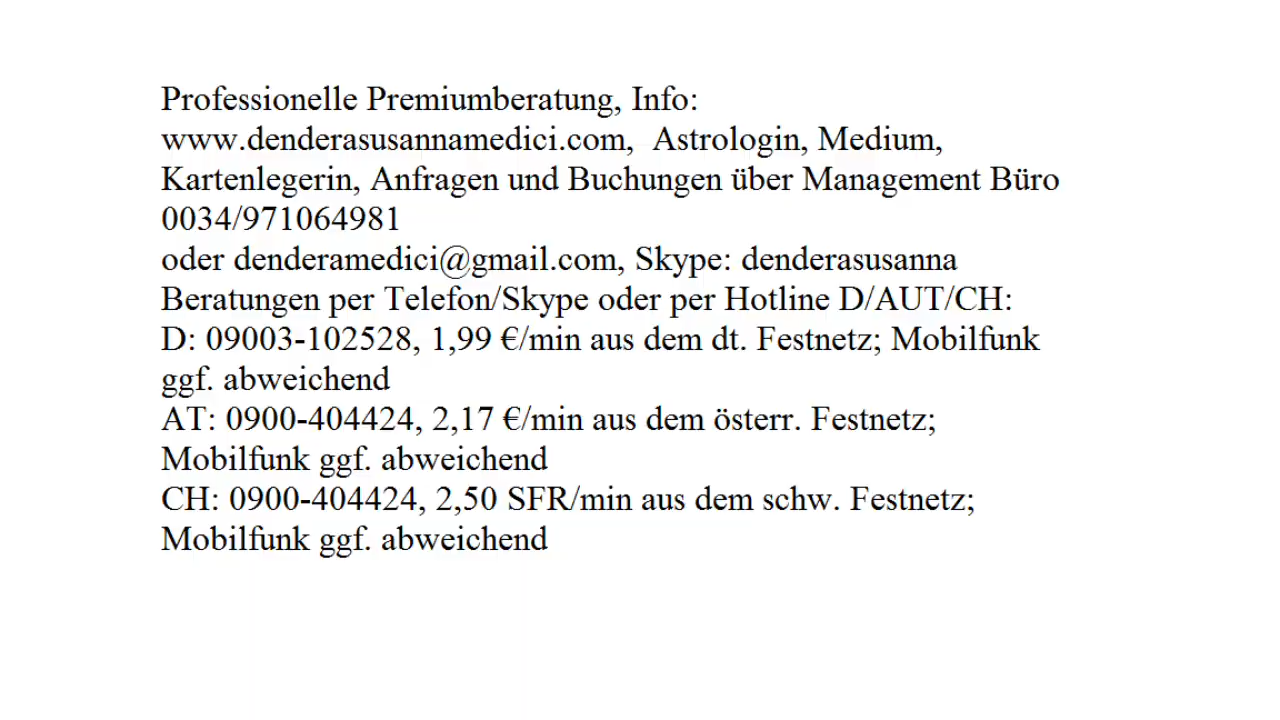 Professionelle Premiumberatung, Info:
www.denderasusannamedici.com, Astrologin, Medium,
Kartenlegerin, Anfragen und Buchungen über Management Büro
0034/971064981
oder denderamedici@gmail.com, Skype: denderasusanna
Beratungen per Telefon/Skype oder per Hotline D/AUT/CH:
D: 09003-102528, 1,99 €/min aus dem dt. Festnetz; Mobilfunk
ggf. abweichend
AT: 0900-404424, 2,17 €/min aus dem österr. Festnetz;
Mobilfunk ggf. abweichend
CH: 0900-404424, 2,50 SFR/min aus dem schw. Festnetz;
Mobilfunk ggf. abweichend